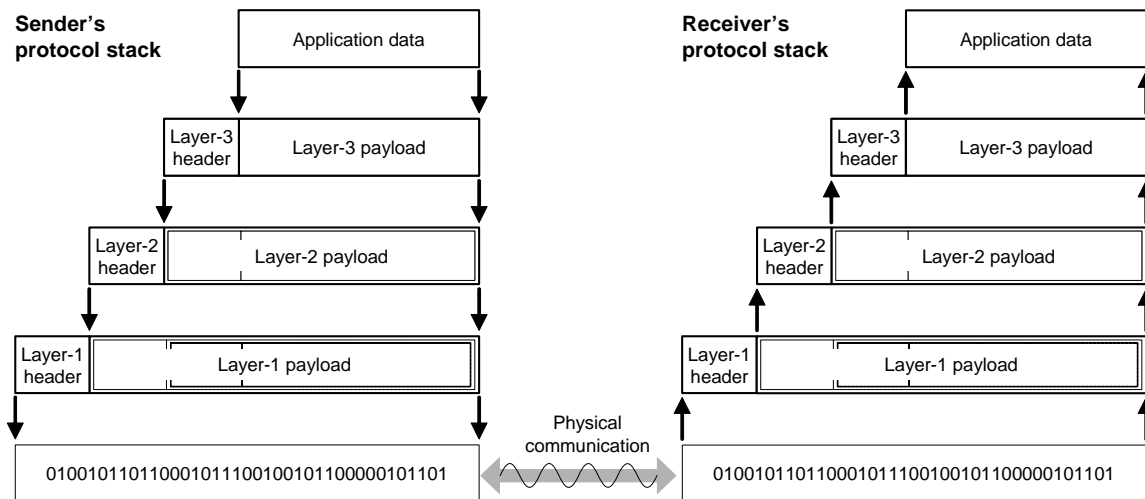 Sender's
protocol stack
Application data
Layer-3
header
Layer-3 payload
Layer-2
header
Layer-2 payload
Layer-1
header
Layer-1 payload
0100101101100010111001001011000000101101
Physical
communication
Receiver's
protocol stack
Application data
Layer-3
header
Layer-3 payload
Layer-2
header
Layer-2 payload
Layer-1
header
Layer-1 payload
0100101101100010111001001011000000101101